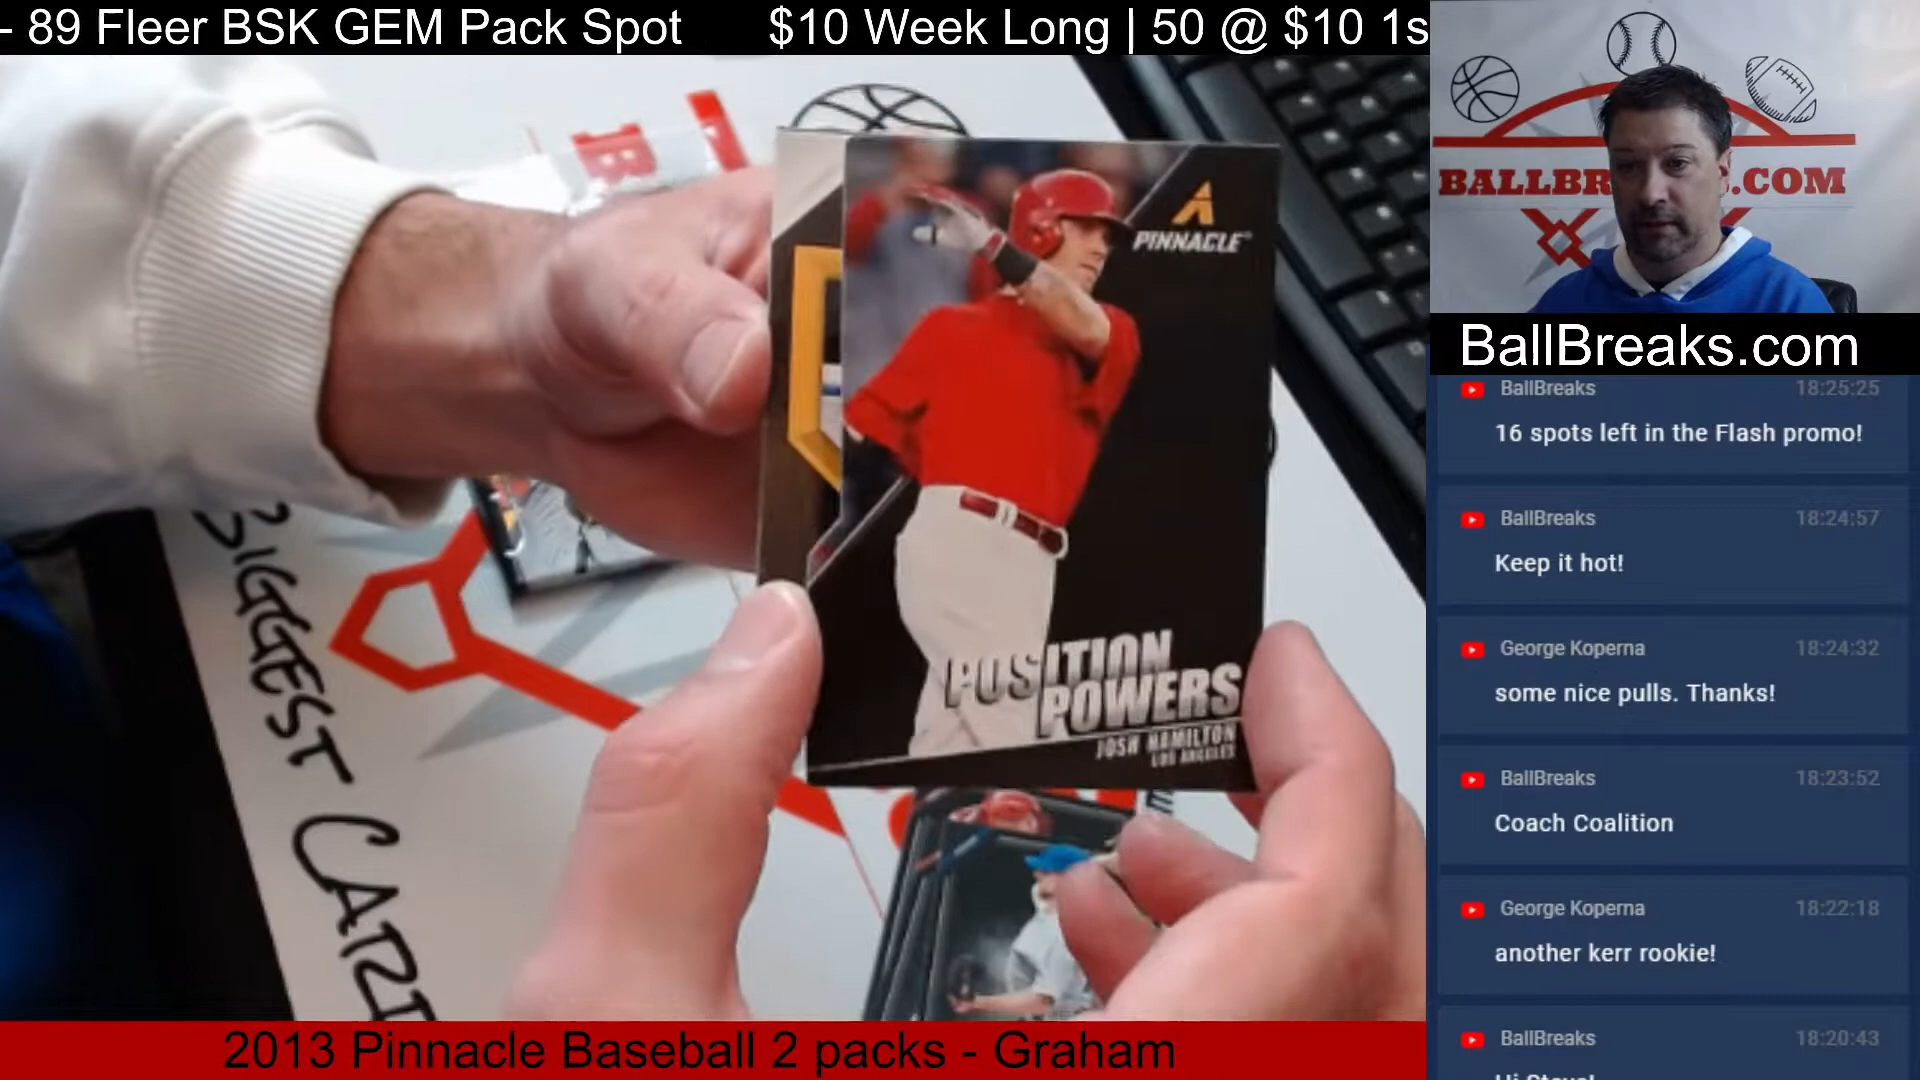 - 89 Fleer BSK GEM Pack Spot $10 Week Long | 50 @ $10 1s
BALLBR S.COM
BallBreaks.com
PINNACLE
POSITION
POWERS
JOSH HAMILTON
LOS ANGELES
BIGGEST CARD
BallBreaks 18:25:25
16 spots left in the Flash promo!
BallBreaks 18:24:57
Keep it hot!
George Koperna 18:24:32
some nice pulls. Thanks!
BallBreaks 18:23:52
Coach Coalition
George Koperna 18:22:18
another kerr rookie!
BallBreaks 18:20:43
2013 Pinnacle Baseball 2 packs - Graham